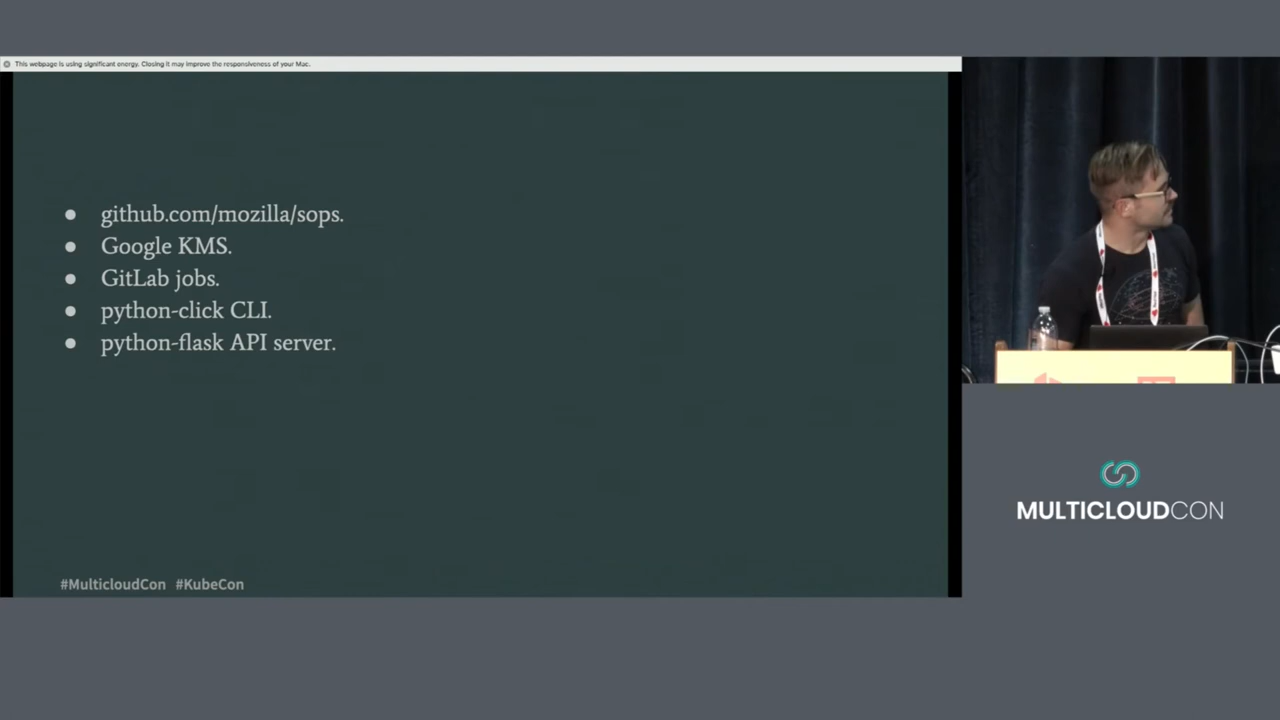 This webpage is using significant energy. Closing it may improve the responsiveness of your Mac.
● github.com/mozilla/sops.
● Google KMS.
● GitLab jobs.
● python-click CLI.
● python-flask API server.
#MulticloudCon #KubeCon
MULTICLOUDCON